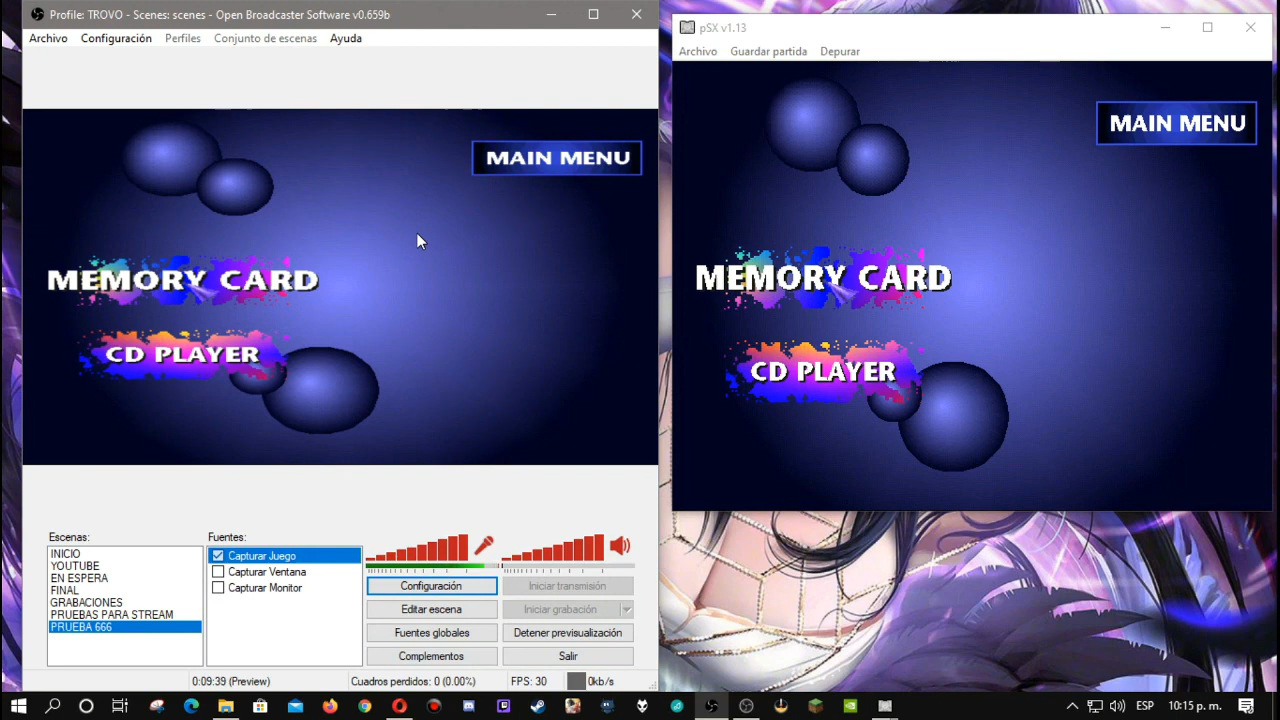 Profile: TROVO - Scenes: scenes - Open Broadcaster Software v0.659b
Archivo Configuración Perfiles Conjunto de escenas Ayuda
MAIN MENU
MEMORY CARD
CD PLAYER
Escenas:
INICIO
YOUTUBE
EN ESPERA
FINAL
GRABACIONES
PRUEBAS PARA STREAM
PRUEBA 666
Fuentes:
Capturar Juego
Capturar Ventana
Capturar Monitor
Configuración Iniciar transmisión
Editar escena Iniciar grabación
Fuentes globales Detener previsualización
Complementos Salir
0:09:39 (Preview) Cuadros perdidos: 0 (0.00%) FPS: 30 0kb/s
pSX v1.13
Archivo Guardar partida Depurar
MAIN MENU
MEMORY CARD
CD PLAYER
ESP 10:15 p. m.